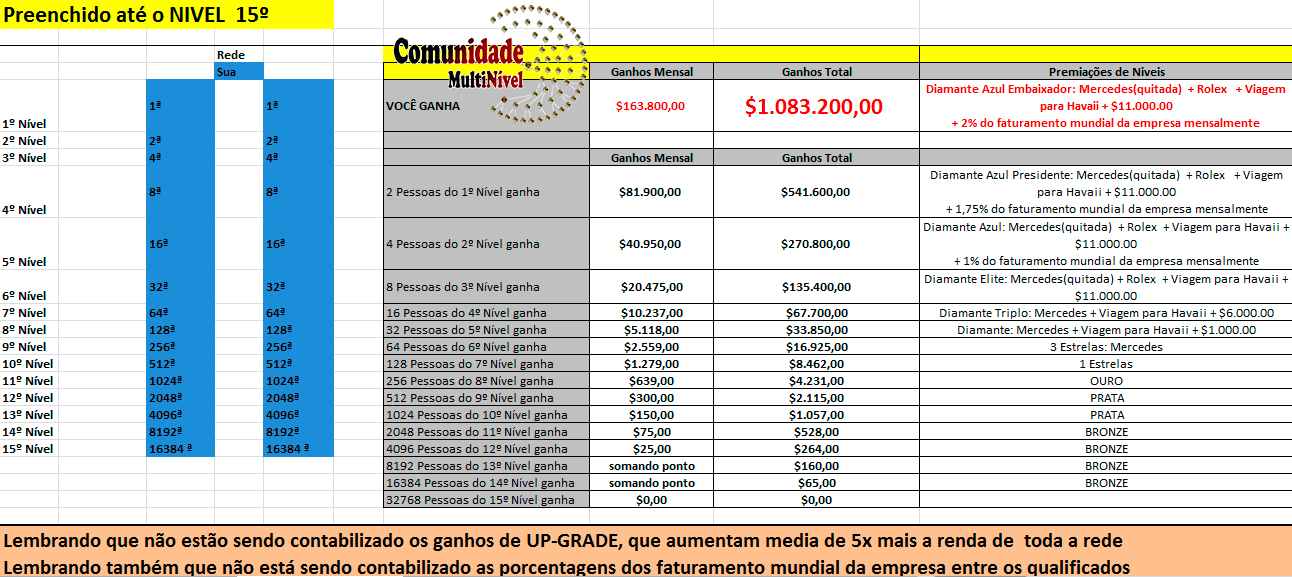 Preenchido até o NIVEL 15º
Comunidade
MultiNível
Rede
Sua
Ganhos Mensal Ganhos Total Premiações de Niveis
1º Nível 1ª 1ª VOCÊ GANHA $163.800,00 $1.083.200,00 Diamante Azul Embaixador: Mercedes(quitada) + Rolex + Viagem
para Havaii + $11.000.00
+ 2% do faturamento mundial da empresa mensalmente
2º Nível 2ª 2ª
3º Nível 4ª 4ª Ganhos Mensal Ganhos Total
4º Nível 8ª 8ª 2 Pessoas do 1º Nível ganha $81.900,00 $541.600,00 Diamante Azul Presidente: Mercedes(quitada) + Rolex + Viagem
para Havaii + $11.000.00
+ 1,75% do faturamento mundial da empresa mensalmente
5º Nível 16ª 16ª 4 Pessoas do 2º Nível ganha $40.950,00 $270.800,00 Diamante Azul: Mercedes(quitada) + Rolex + Viagem para Havaii +
$11.000.00
+ 1% do faturamento mundial da empresa mensalmente
6º Nível 32ª 32ª 8 Pessoas do 3º Nível ganha $20.475,00 $135.400,00 Diamante Elite: Mercedes(quitada) + Rolex + Viagem para Havaii +
$11.000.00
7º Nível 64ª 64ª 16 Pessoas do 4º Nível ganha $10.237,00 $67.700,00 Diamante Triplo: Mercedes + Viagem para Havaii + $6.000.00
8º Nível 128ª 128ª 32 Pessoas do 5º Nível ganha $5.118,00 $33.850,00 Diamante: Mercedes + Viagem para Havaii + $1.000.00
9º Nível 256ª 256ª 64 Pessoas do 6º Nível ganha $2.559,00 $16.925,00 3 Estrelas: Mercedes
10º Nível 512ª 512ª 128 Pessoas do 7º Nível ganha $1.279,00 $8.462,00 1 Estrelas
11º Nível 1024ª 1024ª 256 Pessoas do 8º Nível ganha $639,00 $4.231,00 OURO
12º Nível 2048ª 2048ª 512 Pessoas do 9º Nível ganha $300,00 $2.115,00 PRATA
13º Nível 4096ª 4096ª 1024 Pessoas do 10º Nível ganha $150,00 $1.057,00 PRATA
14º Nível 8192ª 8192ª 2048 Pessoas do 11º Nível ganha $75,00 $528,00 BRONZE
15º Nível 16384 ª 16384 ª 4096 Pessoas do 12º Nível ganha $25,00 $264,00 BRONZE
8192 Pessoas do 13º Nível ganha somando ponto $160,00 BRONZE
16384 Pessoas do 14º Nível ganha somando ponto $65,00 BRONZE
32768 Pessoas do 15º Nível ganha $0,00 $0,00
Lembrando que não estão sendo contabilizado os ganhos de UP-GRADE, que aumentam media de 5x mais a renda de toda a rede
Lembrando também que não está sendo contabilizado as porcentagens dos faturamento mundial da empresa entre os qualificados